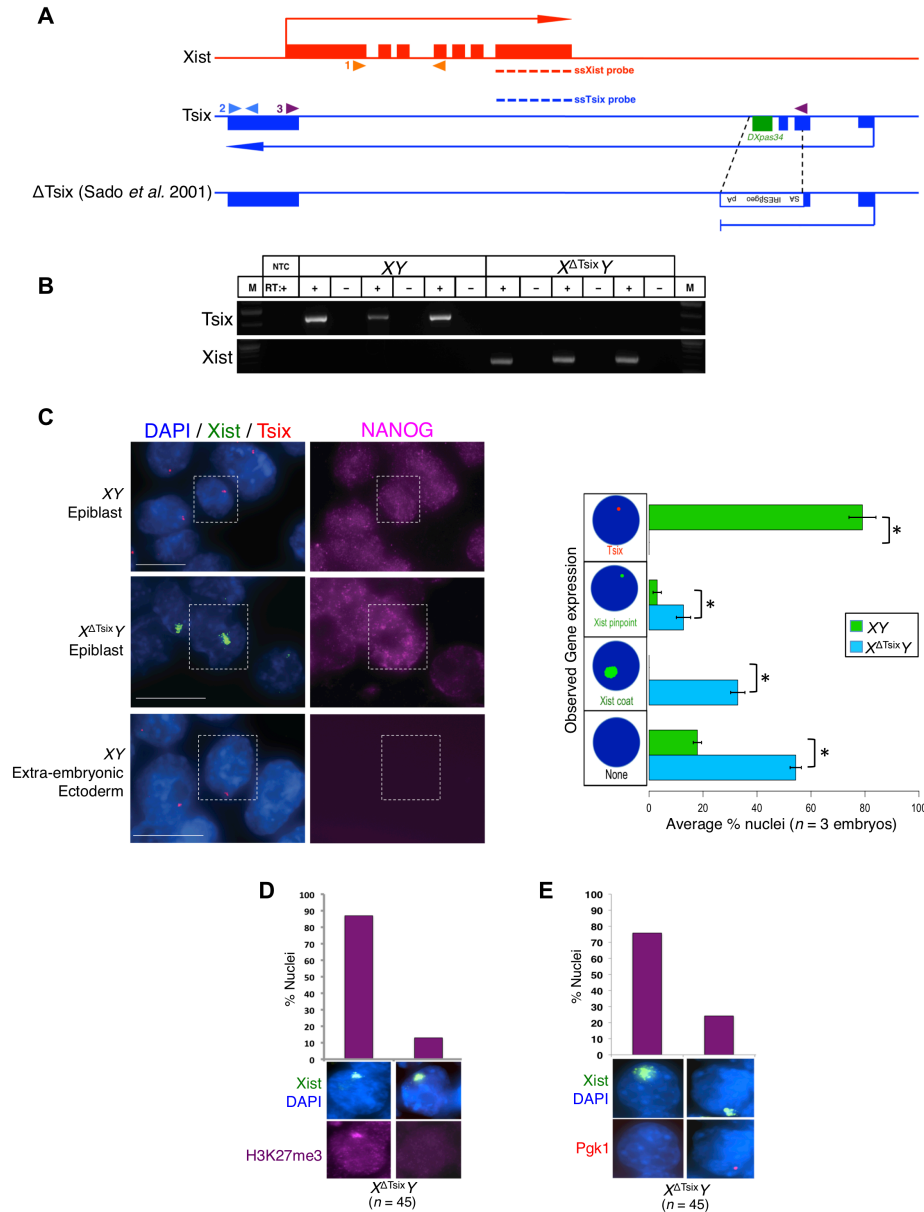 A
Xist
1
ssXist probe
ssTsix probe
2
3
Tsix
DXpas34
ΔTsix (Sado et al. 2001)
pA IRESβgeo SA
B
NTC XY XΔTsixY
M RT:+ + – + – + – + – + – + – M
Tsix
Xist
C
DAPI / Xist / Tsix NANOG
XY
Epiblast
XΔTsixY
Epiblast
XY
Extra-embryonic
Ectoderm
Observed Gene expression
Tsix
Xist pinpoint
Xist coat
None
*
*
*
*
XY
XΔTsixY
0 20 40 60 80 100
Average % nuclei (n = 3 embryos)
D
% Nuclei
100
90
80
70
60
50
40
30
20
10
0
Xist
DAPI
H3K27me3
XΔTsixY
(n = 45)
E
% Nuclei
100
90
80
70
60
50
40
30
20
10
0
Xist
DAPI
Pgk1
XΔTsixY
(n = 45)